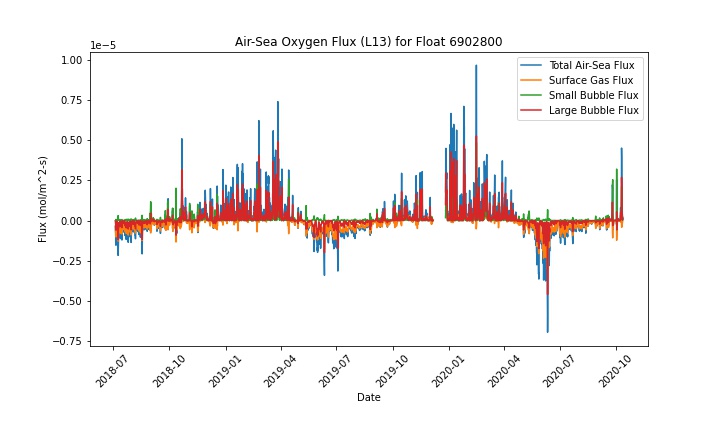 Air-Sea Oxygen Flux (L13) for Float 6902800
1e−5
1.00
0.75
0.50
0.25
0.00
−0.25
−0.50
−0.75
Flux (mol/m^2-s)
Total Air-Sea Flux
Surface Gas Flux
Small Bubble Flux
Large Bubble Flux
2018-07
2018-10
2019-01
2019-04
2019-07
2019-10
2020-01
2020-04
2020-07
2020-10
Date